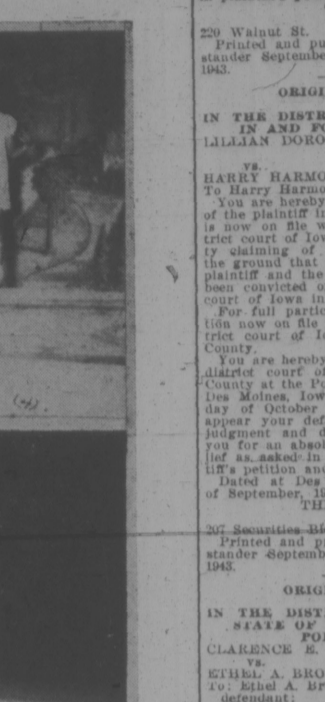 220 Walnut St.
Printed and pu
stander September
1943.
ORIGI
IN THE DISTR
IN AND FO
LILLIAN DORO
vs.
HARRY HARMO
To Harry Harmo
You are hereby
of the plaintiff in
is now on file w
trict court of Iow
ty claiming of
the ground that
plaintiff and the
been convicted o
court of Iowa in
For full partic
tion now on file
trict court of I
County.
You are hereby
district court of
County at the Po
Des Moines, Iow
day of October
appear your def
judgment and d
you for an absol
lief as asked in
tiff's petition and
Dated at Des
of September, 19
TH
207 Securities Bl
Printed and p
stander Septemb
1943.
ORIG
IN THE DIST
STATE OF
PO
CLARENCE E.
vs.
ETHEL A. BRO
To: Ethel A. Br
defendant: